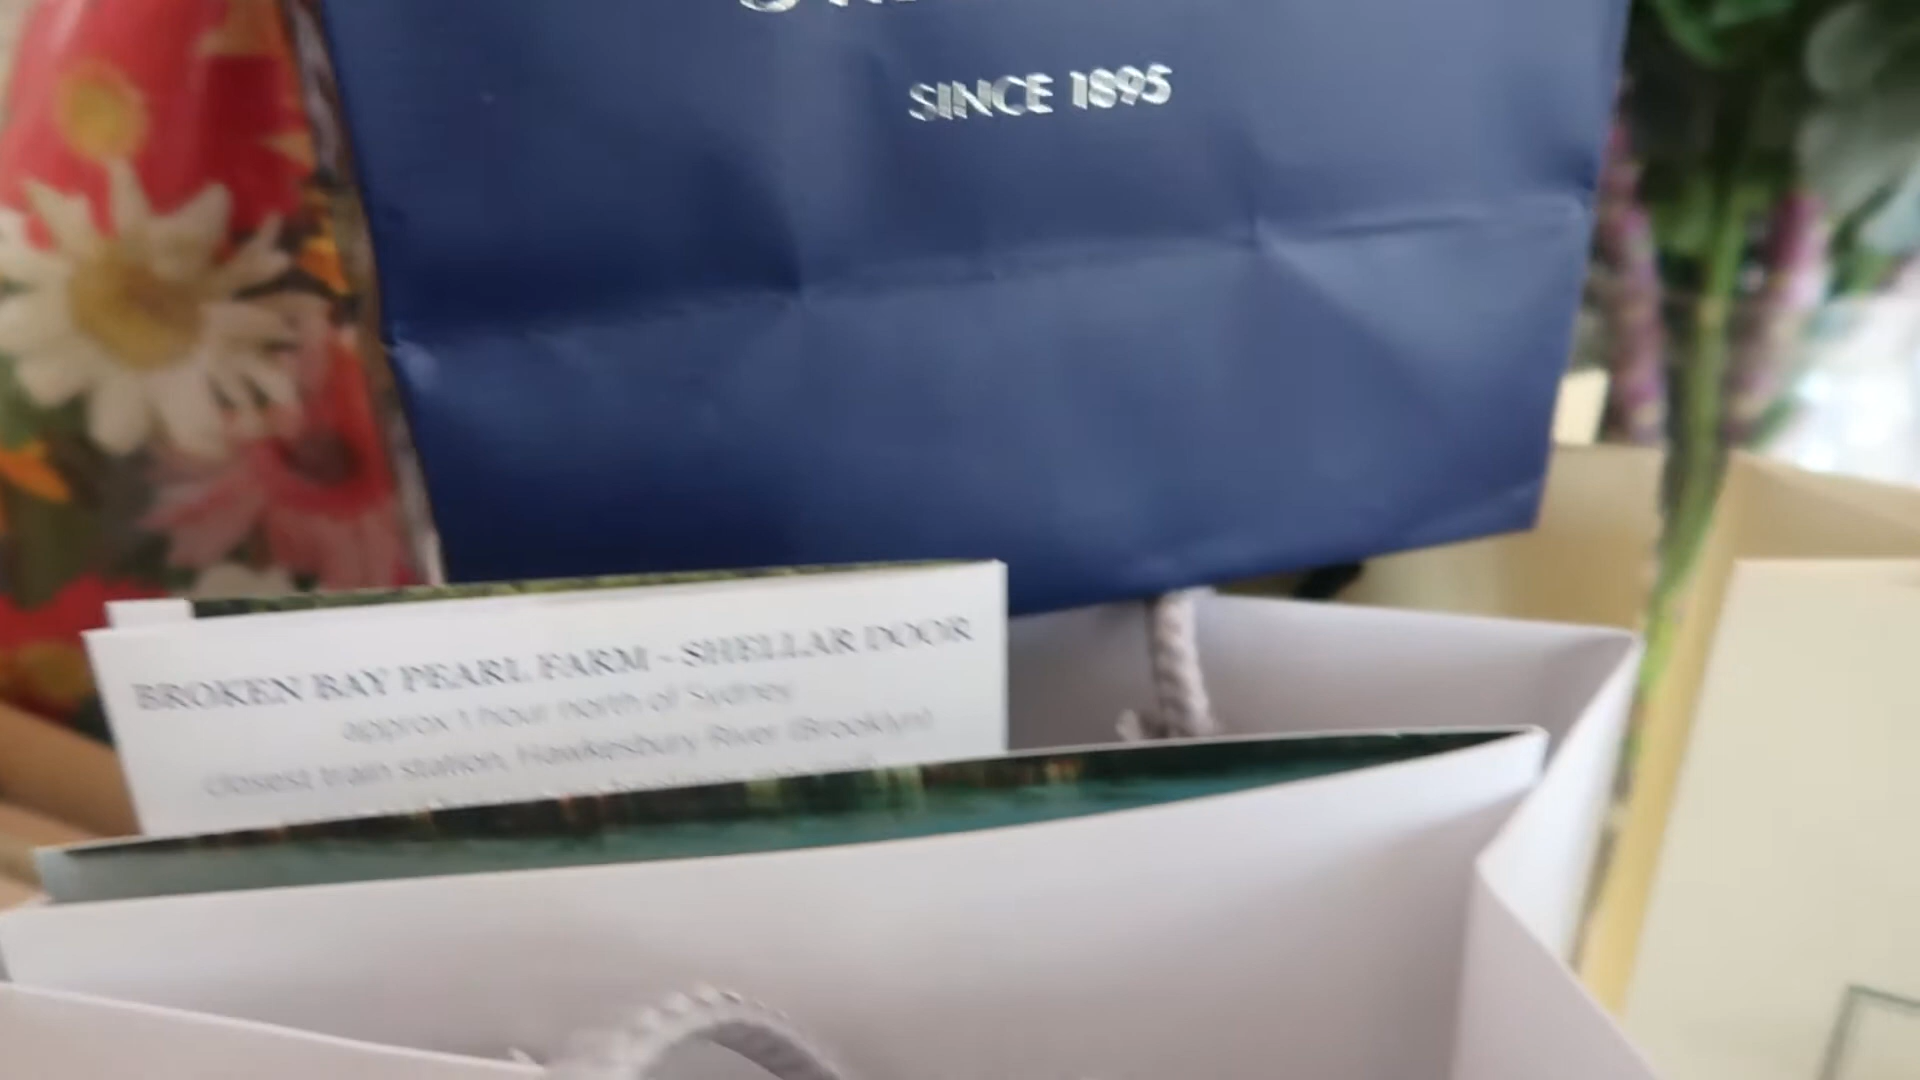 SINCE 1895
BROKEN BAY PEARL FARM - SHELLAR DOOR
approx 1 hour north of Sydney
closest train station, Hawkesbury River (Brooklyn)